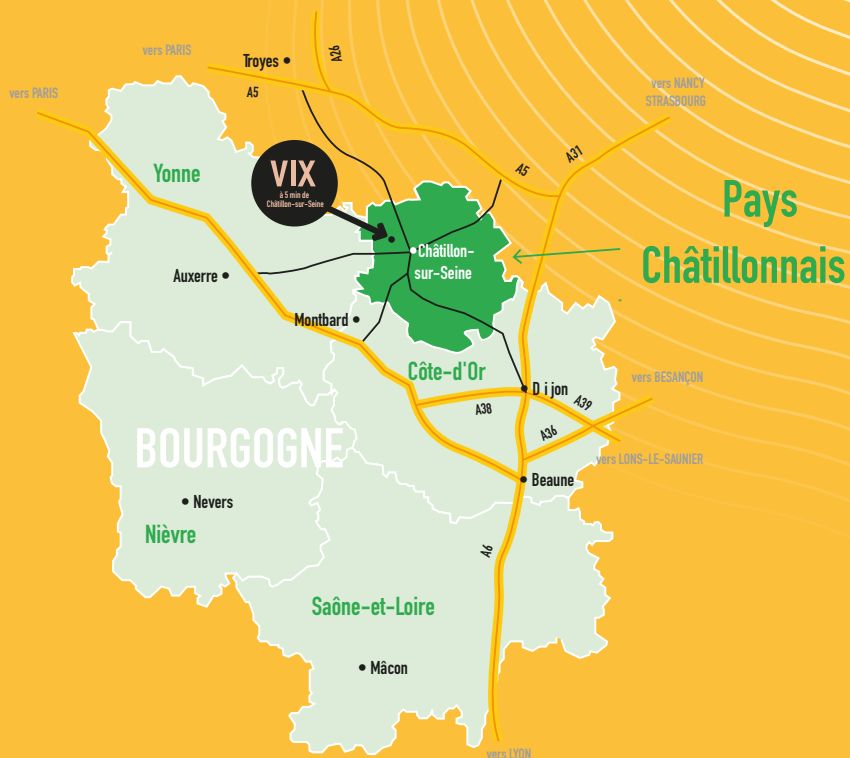 vers PARIS
Troyes
A26
A5
vers PARIS
vers NANCY
STRASBOURG
A31
A5
Yonne
VIX
à 5 min de
Châtillon-sur-Seine
Pays
Châtillonnais
Châtillon-
sur-Seine
Auxerre
Montbard
Côte-d'Or
vers BESANÇON
D i jon
A39
A38
A36
BOURGOGNE
vers LONS-LE-SAUNIER
Beaune
Nevers
Nièvre
A6
Saône-et-Loire
Mâcon
vers LYON